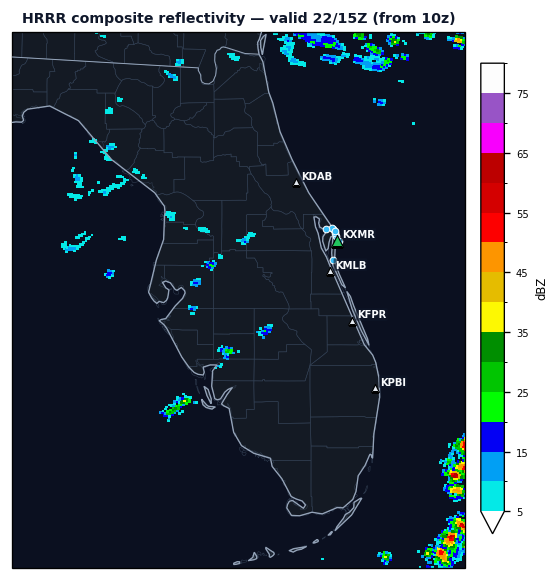 HRRR composite reflectivity — valid 22/15Z (from 10z)
KDAB
KXMR
KMLB
KFPR
KPBI
75
65
55
45
35
25
15
5
dBZ